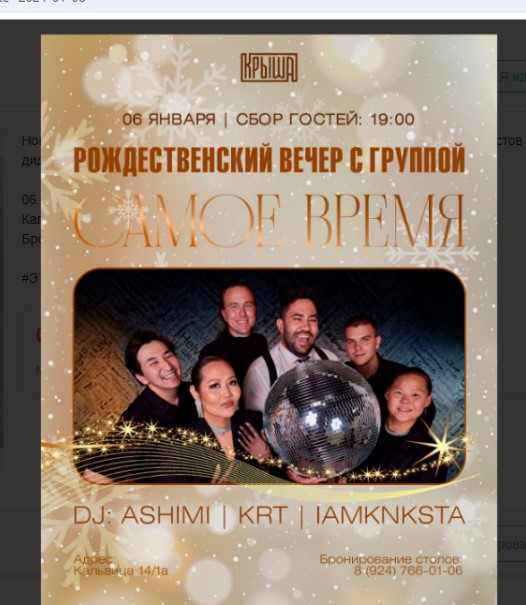 КРЫША
06 ЯНВАРЯ | СБОР ГОСТЕЙ: 19:00
РОЖДЕСТВЕНСКИЙ ВЕЧЕР С ГРУППОЙ
САМОЕ ВРЕМЯ
DJ: ASHIMI | KRT | IAMKNKSTA
Адрес:
Кальвица 14/1а
Бронирование столов:
8 (924) 766-01-06